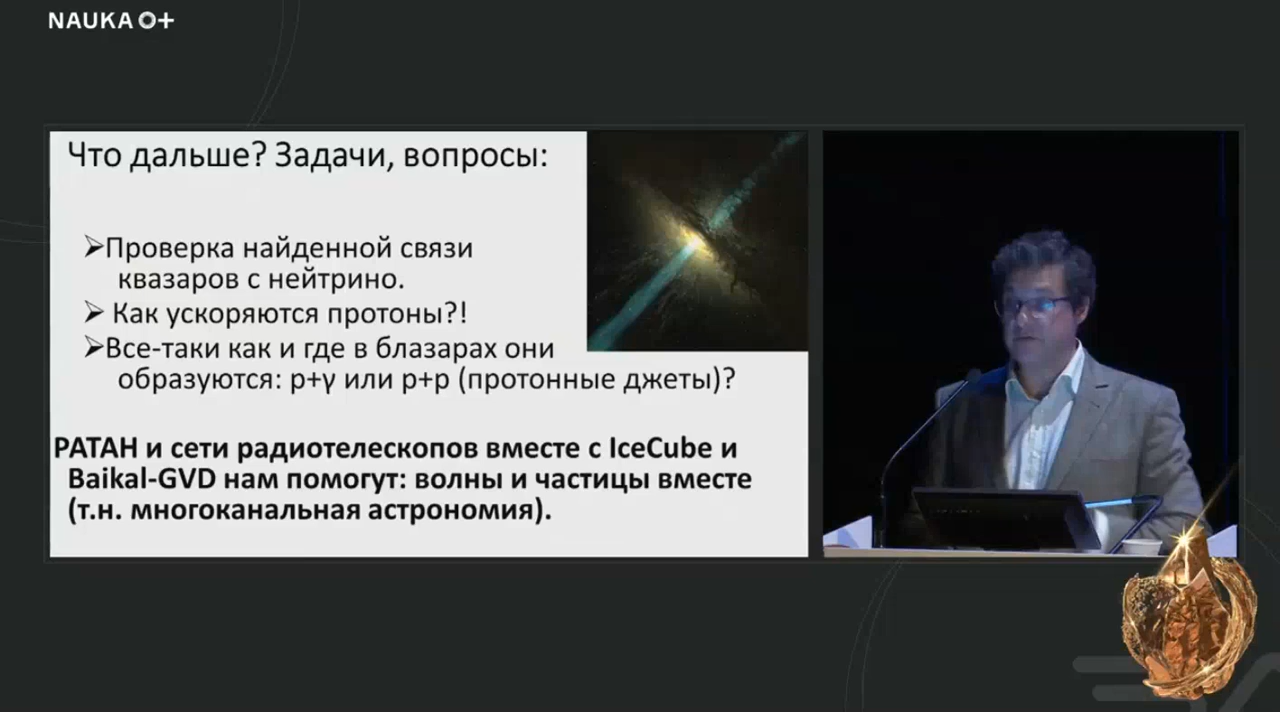 NAUKA 0+
Что дальше? Задачи, вопросы:
➢Проверка найденной связи
квазаров с нейтрино.
➢ Как ускоряются протоны?!
➢Все-таки как и где в блазарах они
образуются: p+γ или p+p (протонные джеты)?
РАТАН и сети радиотелескопов вместе с IceCube и
Baikal-GVD нам помогут: волны и частицы вместе
(т.н. многоканальная астрономия).